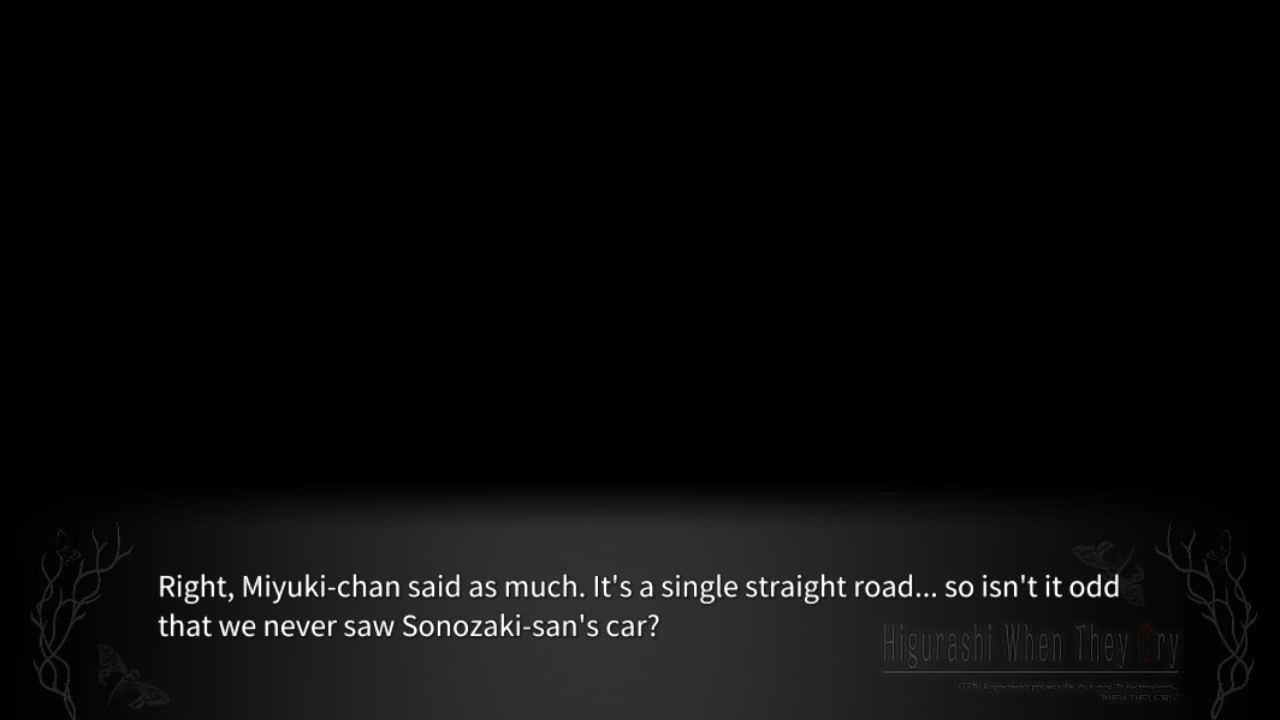 Right, Miyuki-chan said as much. It's a single straight road... so isn't it odd
that we never saw Sonozaki-san's car?
Higurashi When They Cry